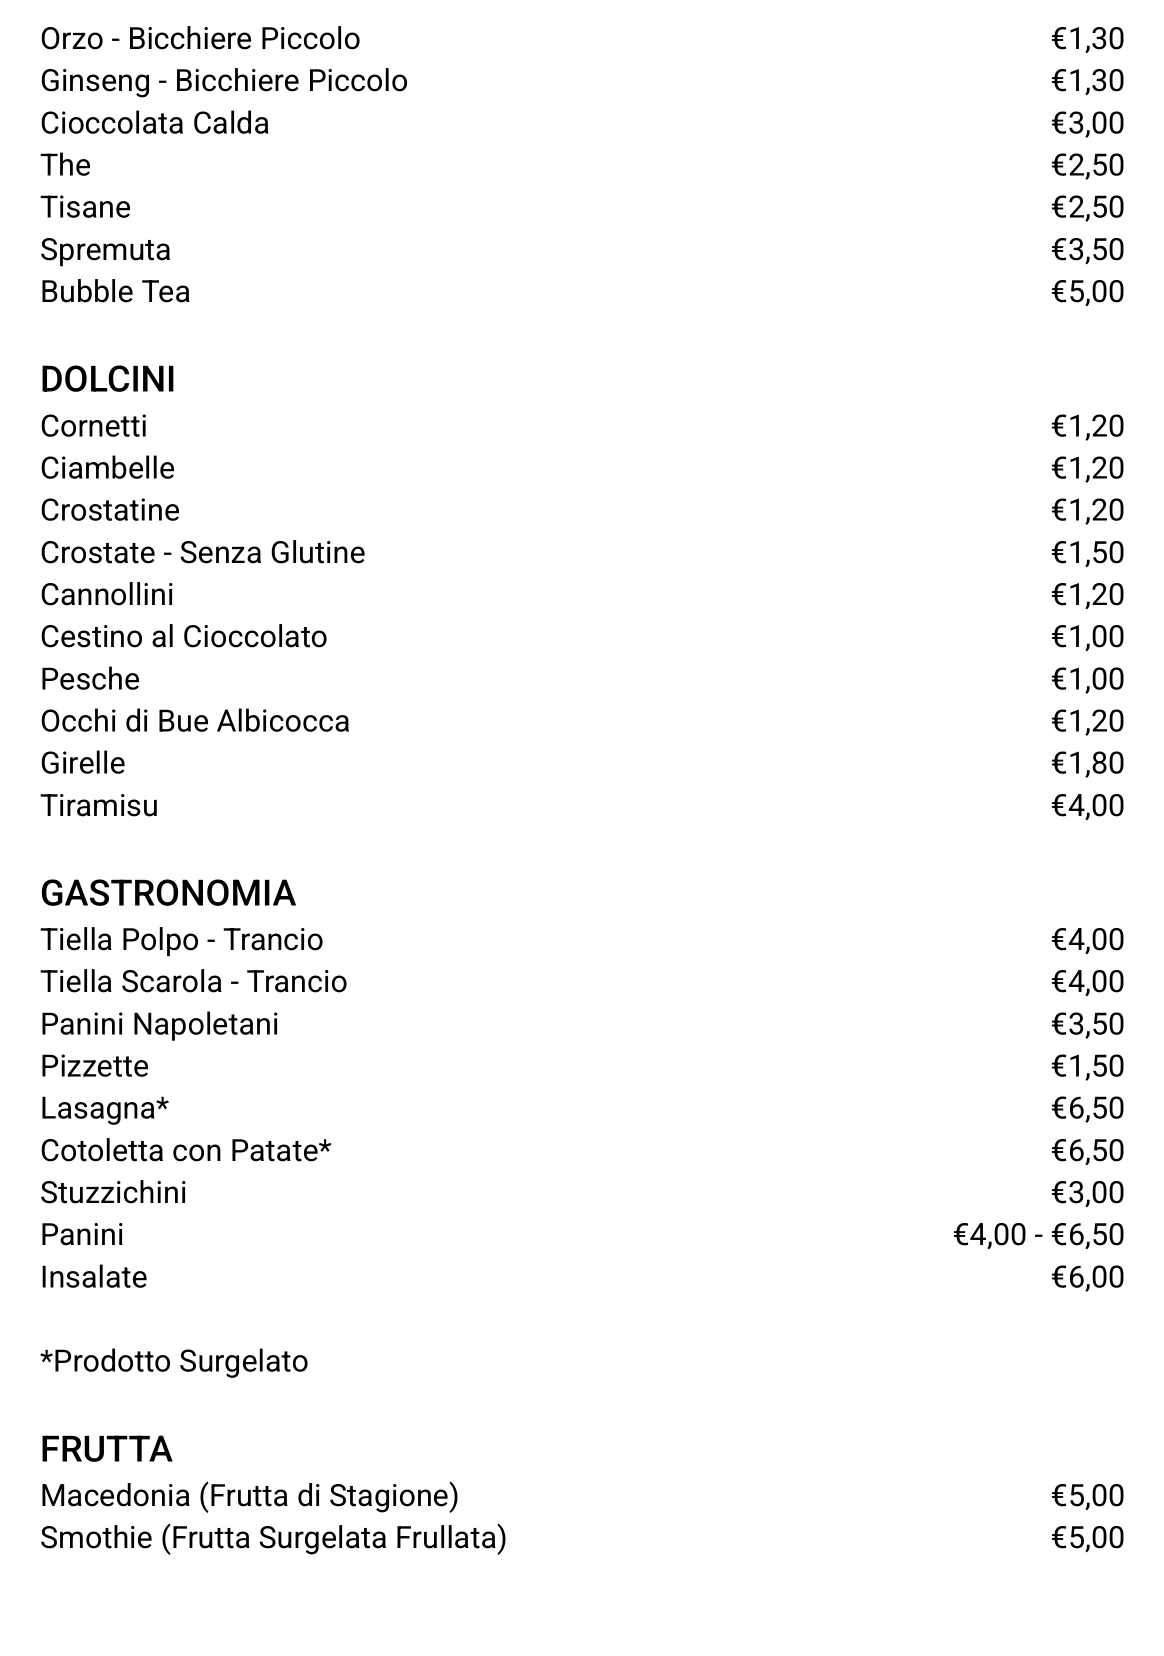 Orzo - Bicchiere Piccolo €1,30
Ginseng - Bicchiere Piccolo €1,30
Cioccolata Calda €3,00
The €2,50
Tisane €2,50
Spremuta €3,50
Bubble Tea €5,00
DOLCINI
Cornetti €1,20
Ciambelle €1,20
Crostatine €1,20
Crostate - Senza Glutine €1,50
Cannollini €1,20
Cestino al Cioccolato €1,00
Pesche €1,00
Occhi di Bue Albicocca €1,20
Girelle €1,80
Tiramisu €4,00
GASTRONOMIA
Tiella Polpo - Trancio €4,00
Tiella Scarola - Trancio €4,00
Panini Napoletani €3,50
Pizzette €1,50
Lasagna* €6,50
Cotoletta con Patate* €6,50
Stuzzichini €3,00
Panini €4,00 - €6,50
Insalate €6,00
*Prodotto Surgelato
FRUTTA
Macedonia (Frutta di Stagione) €5,00
Smothie (Frutta Surgelata Frullata) €5,00